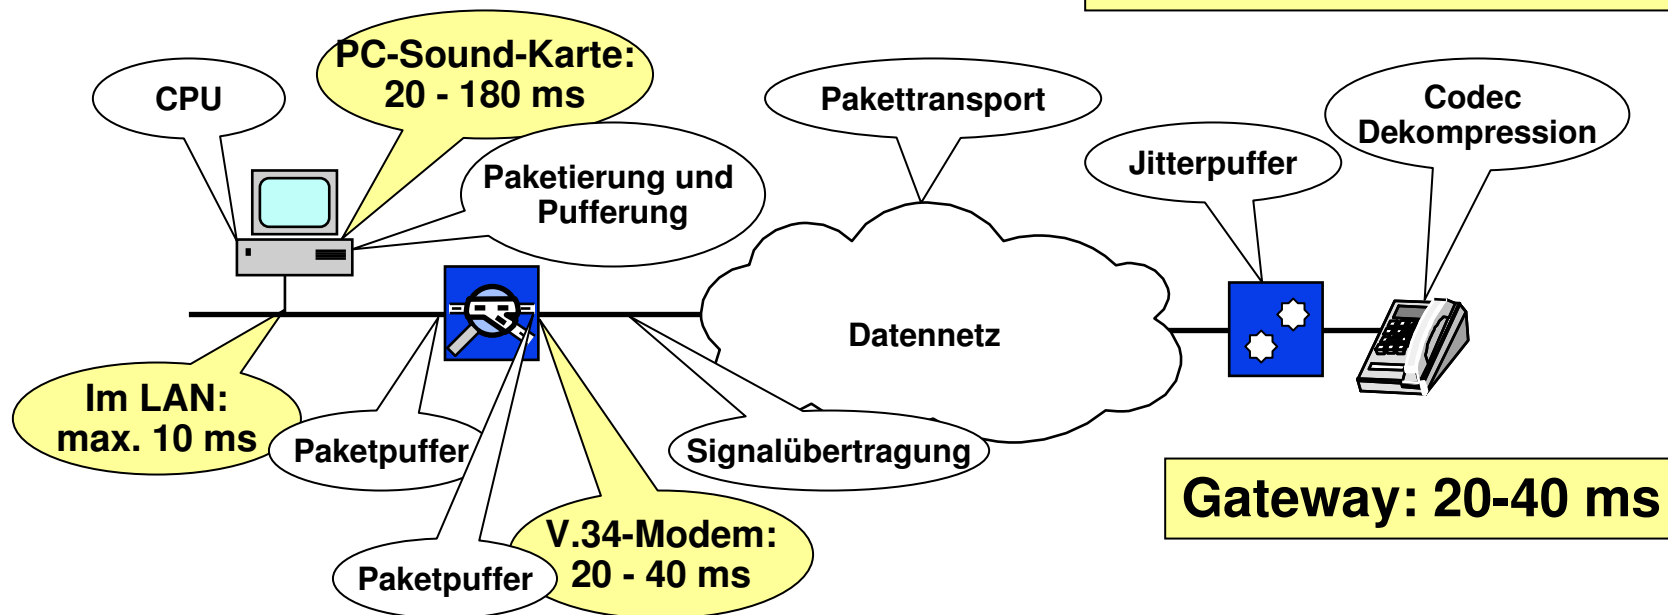 PC-Sound-Karte:
20 - 180 ms
CPU
Pakettransport
Codec
Dekompression
Jitterpuffer
Paketierung und
Pufferung
Datennetz
Im LAN:
max. 10 ms
Paketpuffer
Signalübertragung
Gateway: 20-40 ms
V.34-Modem:
20 - 40 ms
Paketpuffer